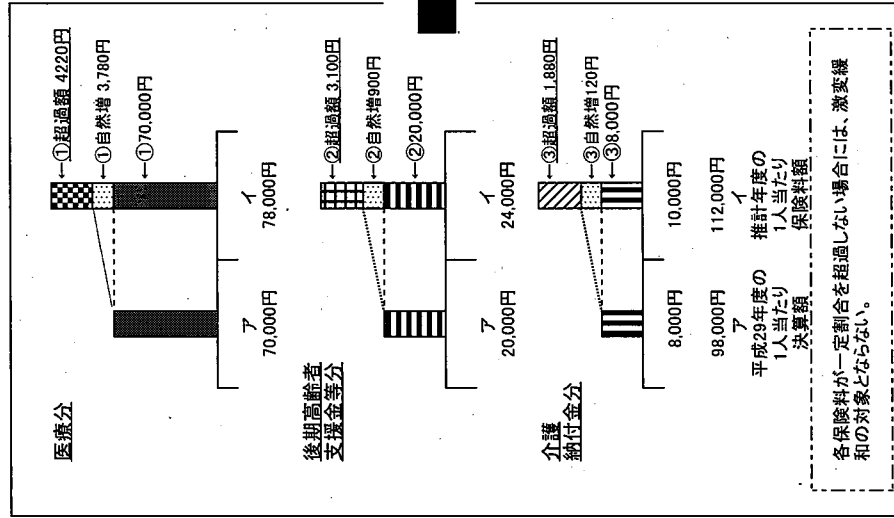 医療分
①超過額 4220円
①自然増 3,780円
①70,000円
ア
イ
70,000円
78,000円
後期高齢者
支援金等分
②超過額 3,100円
②自然増900円
②20,000円
ア
イ
20,000円
24,000円
介護
納付金分
③超過額 1,880円
③自然増120円
③8,000円
8,000円
10,000円
98,000円
112,000円
ア
平成29年度の
1人当たり
決算額
イ
推計年度の
1人当たり
保険料額
各保険料が一定割合を超過しない場合には、激変緩
和の対象とならない。